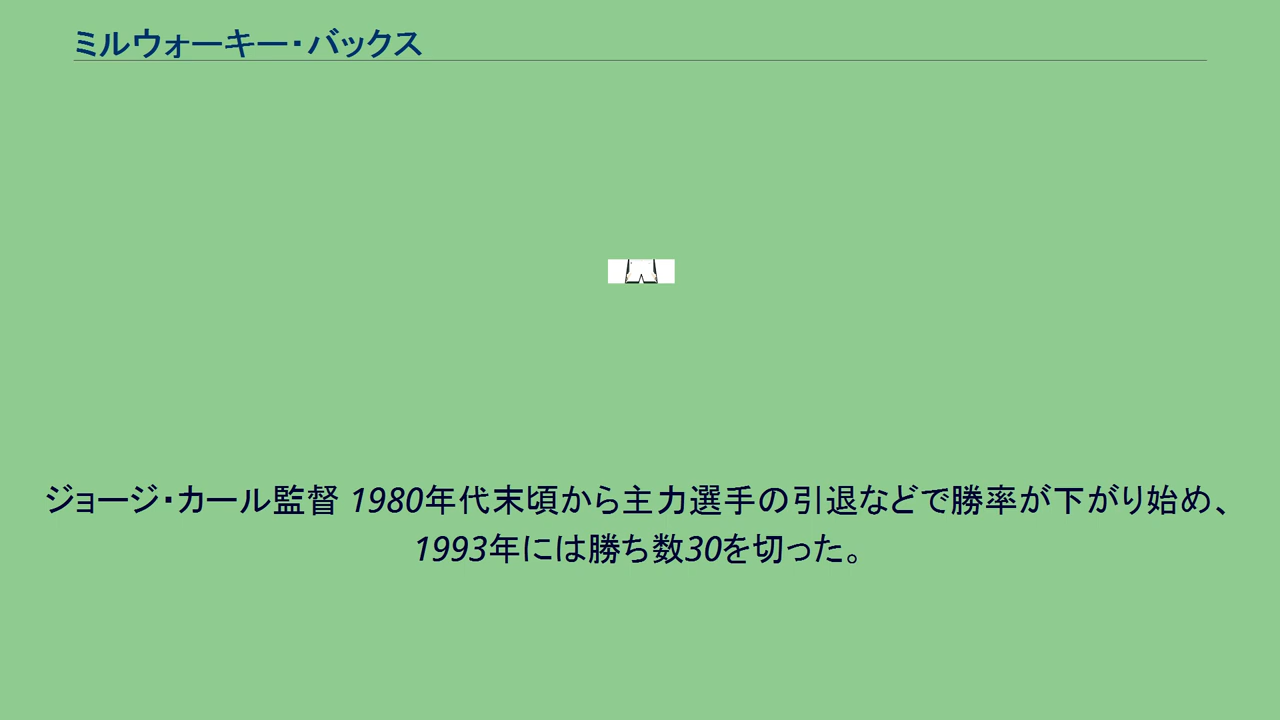 ミルウォーキー・バックス
ジョージ・カール監督 1980年代末頃から主力選手の引退などで勝率が下がり始め、
1993年には勝ち数30を切った。